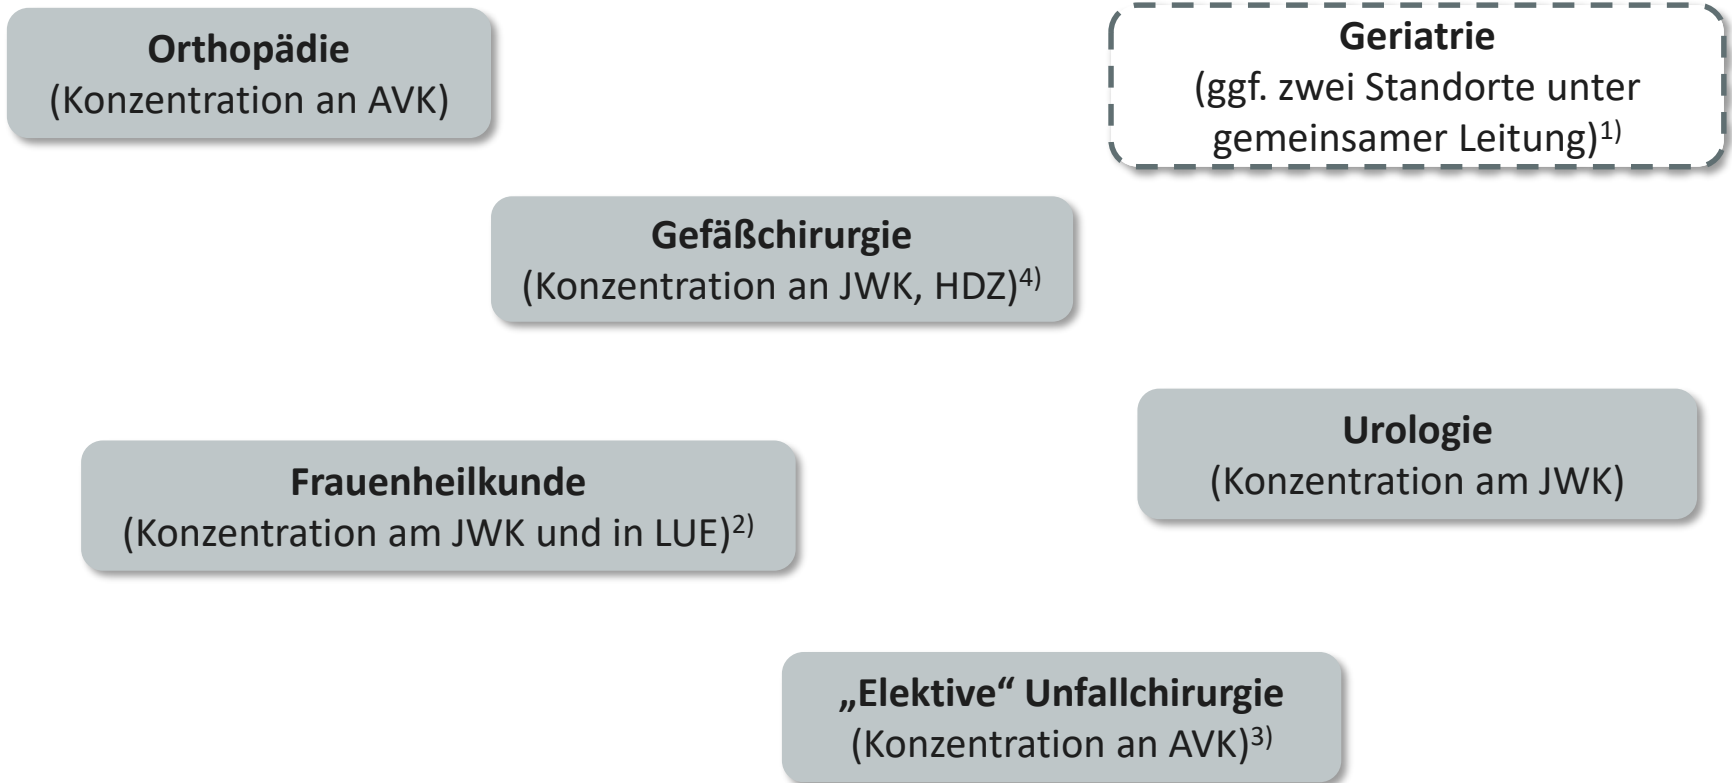 Orthopädie
(Konzentration an AVK)
Geriatrie
(ggf. zwei Standorte unter
gemeinsamer Leitung)1)
Gefäßchirurgie
(Konzentration an JWK, HDZ)4)
Urologie
(Konzentration am JWK)
Frauenheilkunde
(Konzentration am JWK und in LUE)2)
„Elektive“ Unfallchirurgie
(Konzentration an AVK)3)